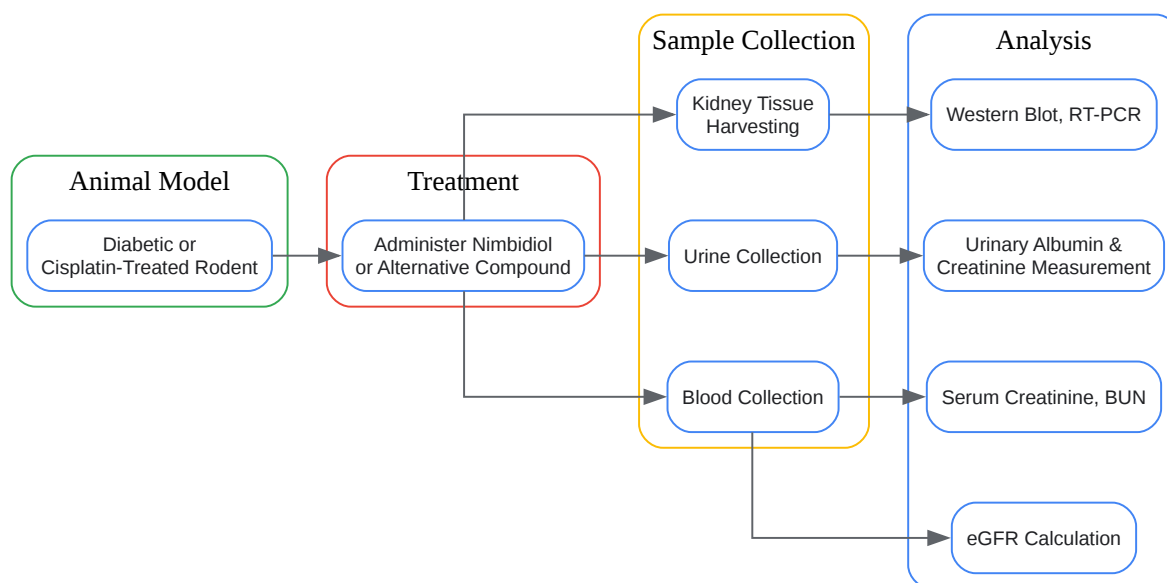 Animal Model
Diabetic or
Cisplatin-Treated Rodent
Treatment
Administer Nimbidiol
or Alternative Compound
Sample Collection
Kidney Tissue
Harvesting
Urine Collection
Blood Collection
Analysis
Western Blot, RT-PCR
Urinary Albumin &
Creatinine Measurement
Serum Creatinine, BUN
eGFR Calculation